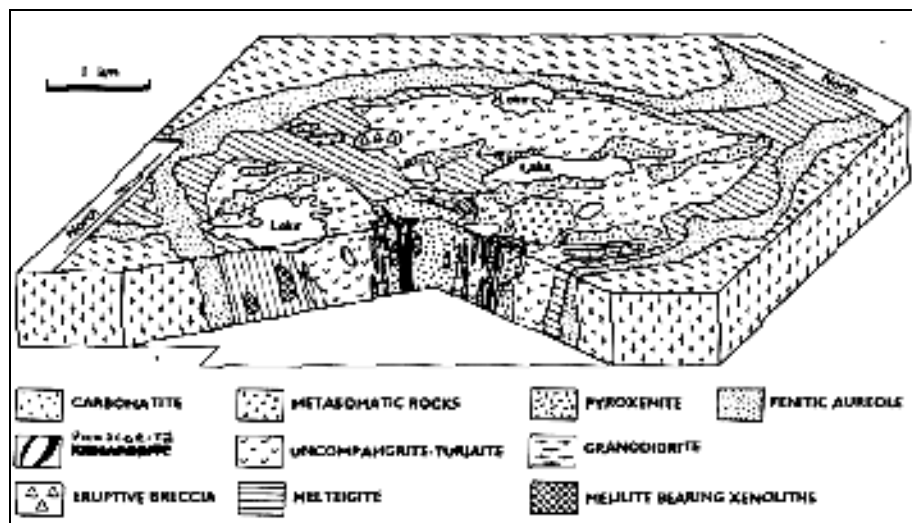 1 km
North
Lake
Lake
North
Lake
CARBONATITE
METASOMATIC ROCKS
PYROXENITE
FENITIC AUREOLE
UNCOMPAHGRITE-TURJAITE
GRANODIORITE
ERUPTIVE BRECCIA
MELTEIGITE
MELILITE BEARING XENOLITHS